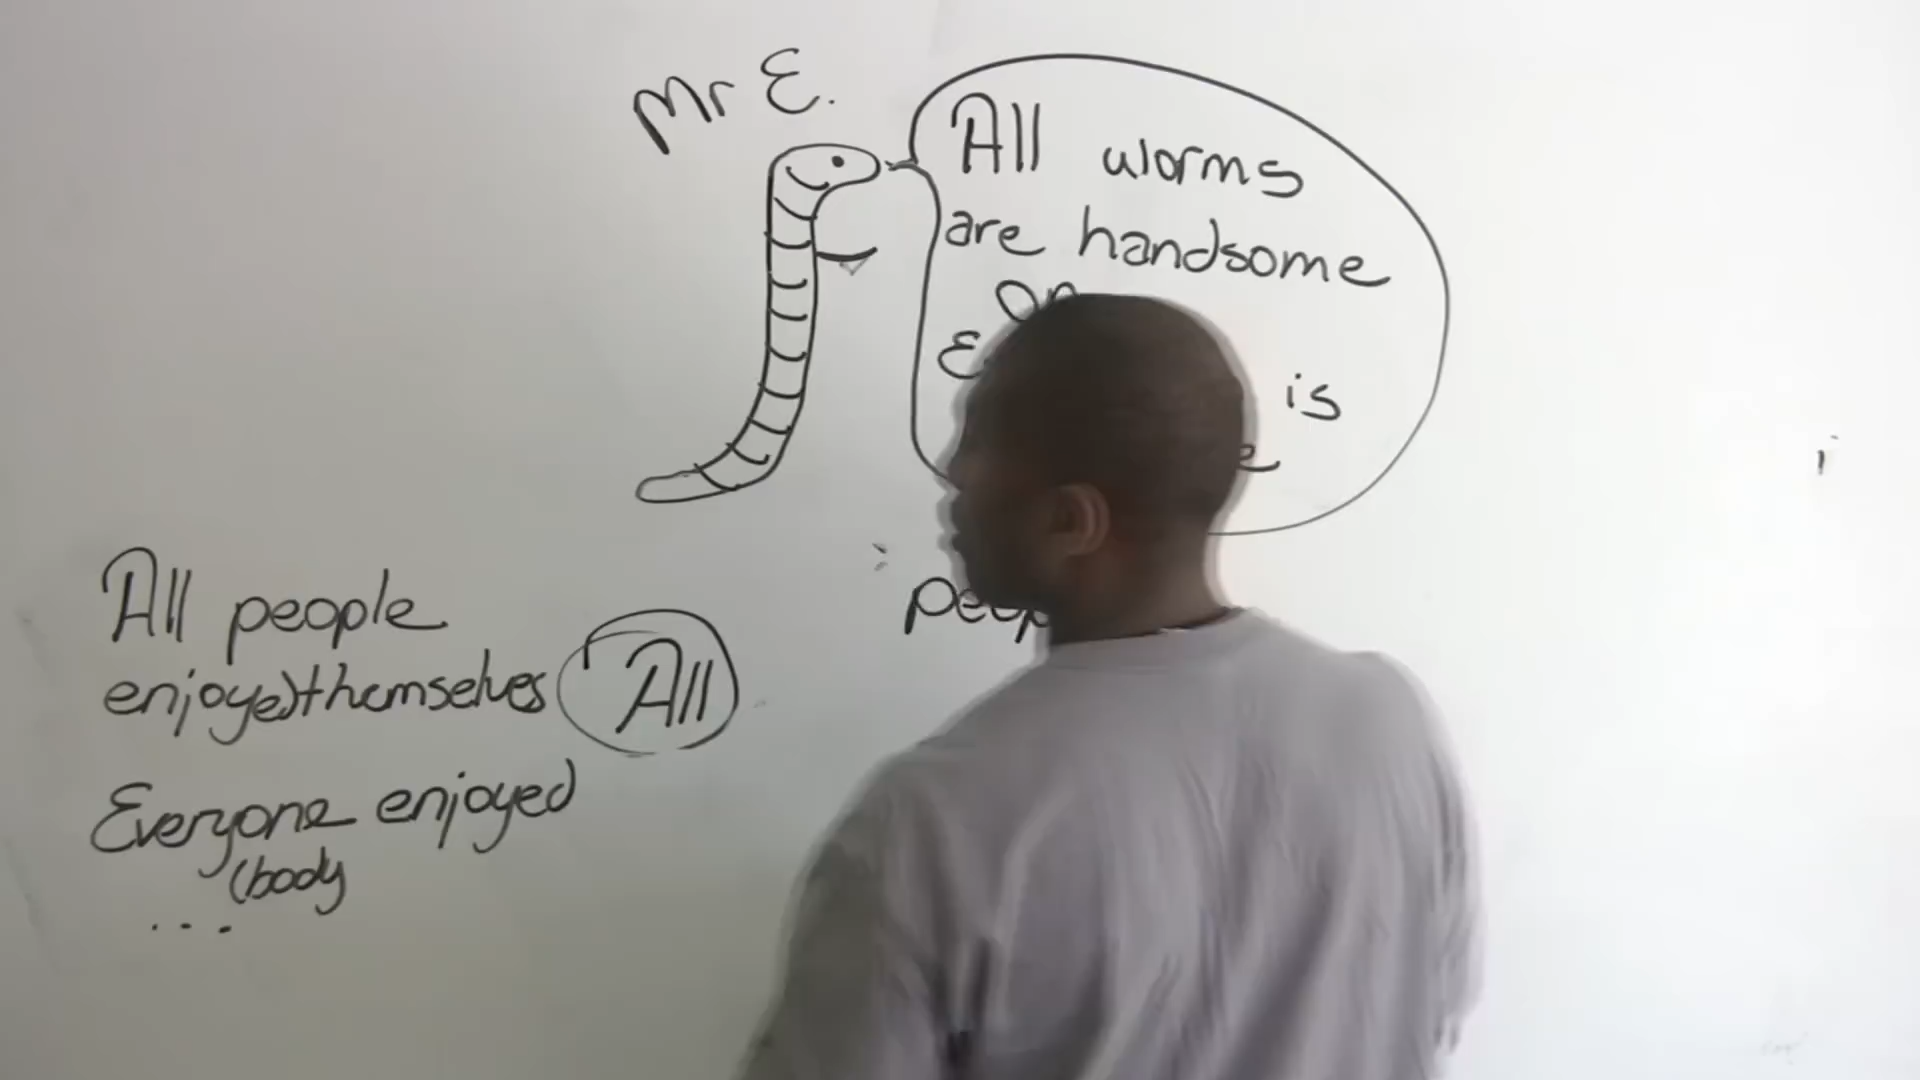 Mr E.
All worms
are handsome
is
All people
enjoyed themselves
All
Everyone enjoyed
(body
...